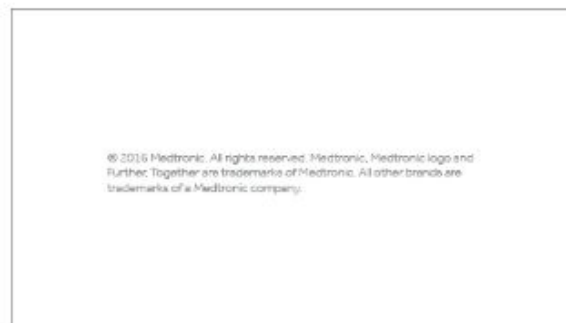 © 2016 Medtronic. All rights reserved. Medtronic, Medtronic logo and
Further, Together are trademarks of Medtronic. All other brands are
trademarks of a Medtronic company.